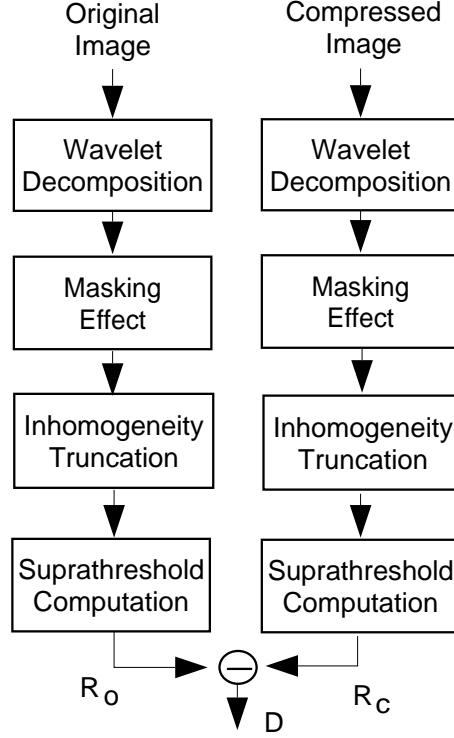 Original
Image
Compressed
Image
Wavelet
Decomposition
Wavelet
Decomposition
Masking
Effect
Masking
Effect
Inhomogeneity
Truncation
Inhomogeneity
Truncation
Suprathreshold
Computation
Suprathreshold
Computation
Ro
Rc
D